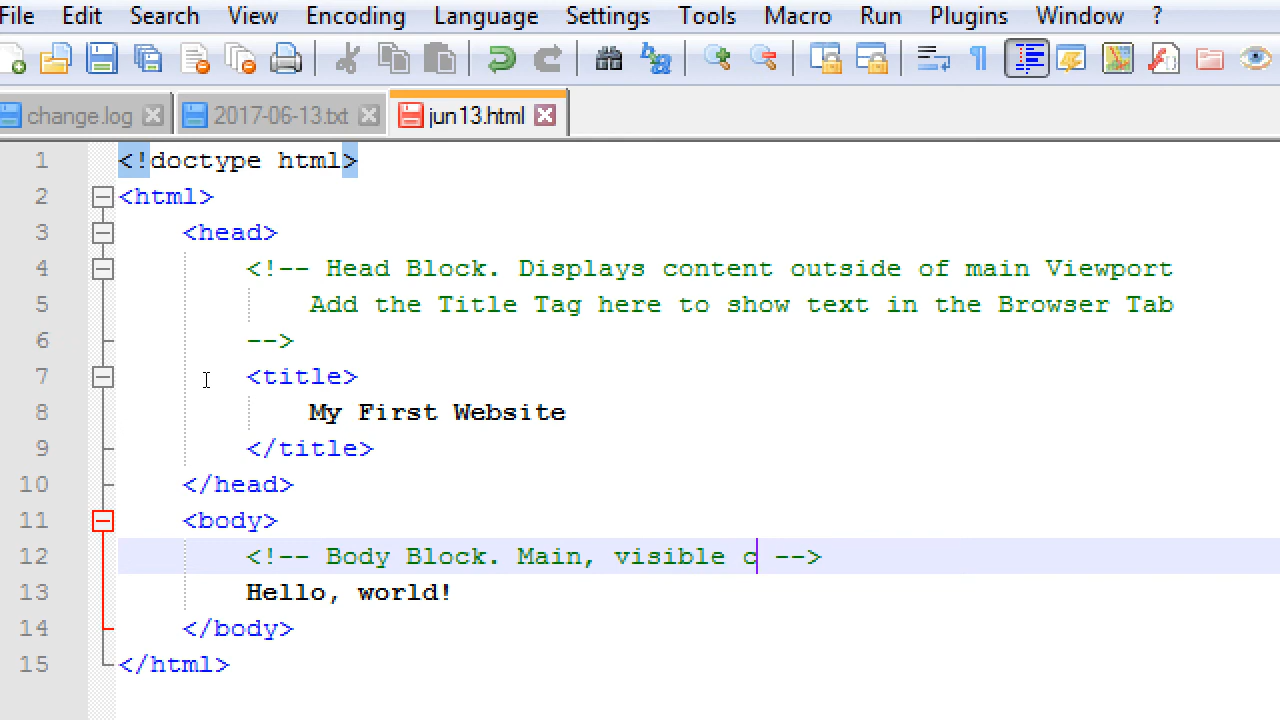 File Edit Search View Encoding Language Settings Tools Macro Run Plugins Window ?
change.log 2017-06-13.txt jun13.html
1 <!doctype html>
2 <html>
3 <head>
4 <!-- Head Block. Displays content outside of main Viewport
5 Add the Title Tag here to show text in the Browser Tab
6 -->
7 <title>
8 My First Website
9 </title>
10 </head>
11 <body>
12 <!-- Body Block. Main, visible c -->
13 Hello, world!
14 </body>
15 </html>